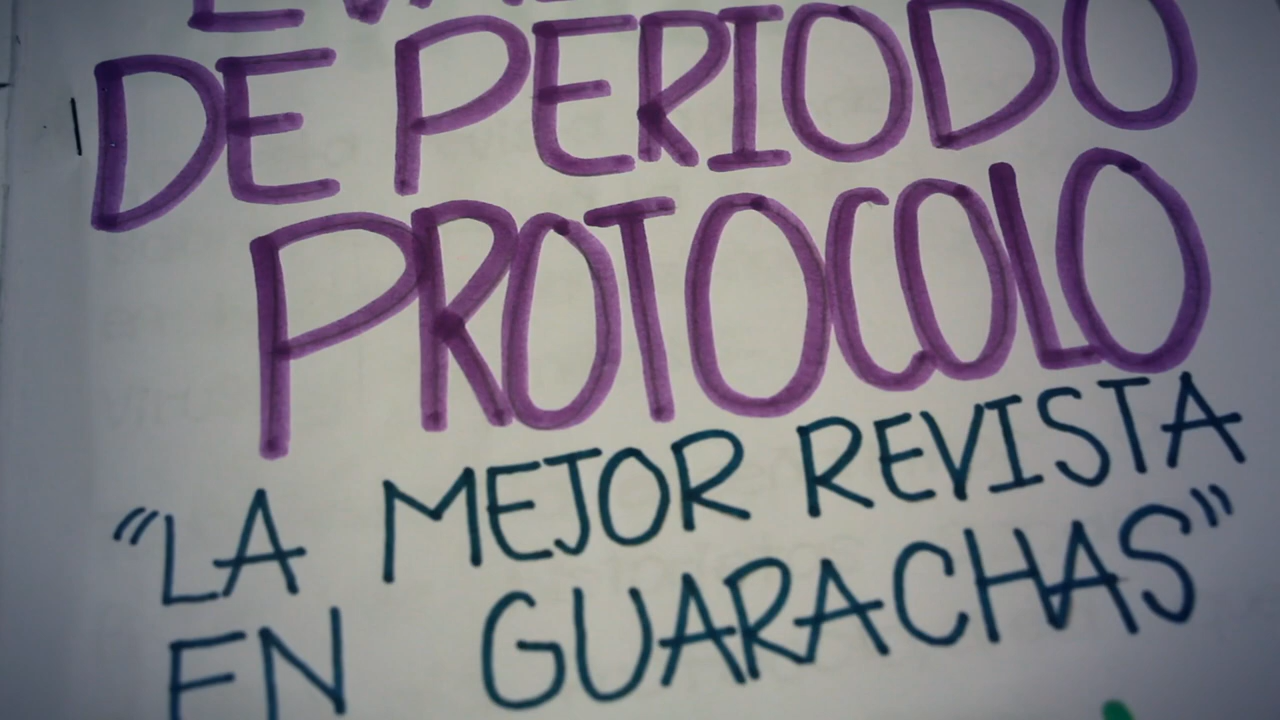 DE PERIODO
PROTOCOLO
"LA MEJOR REVISTA
EN GUARACHAS"